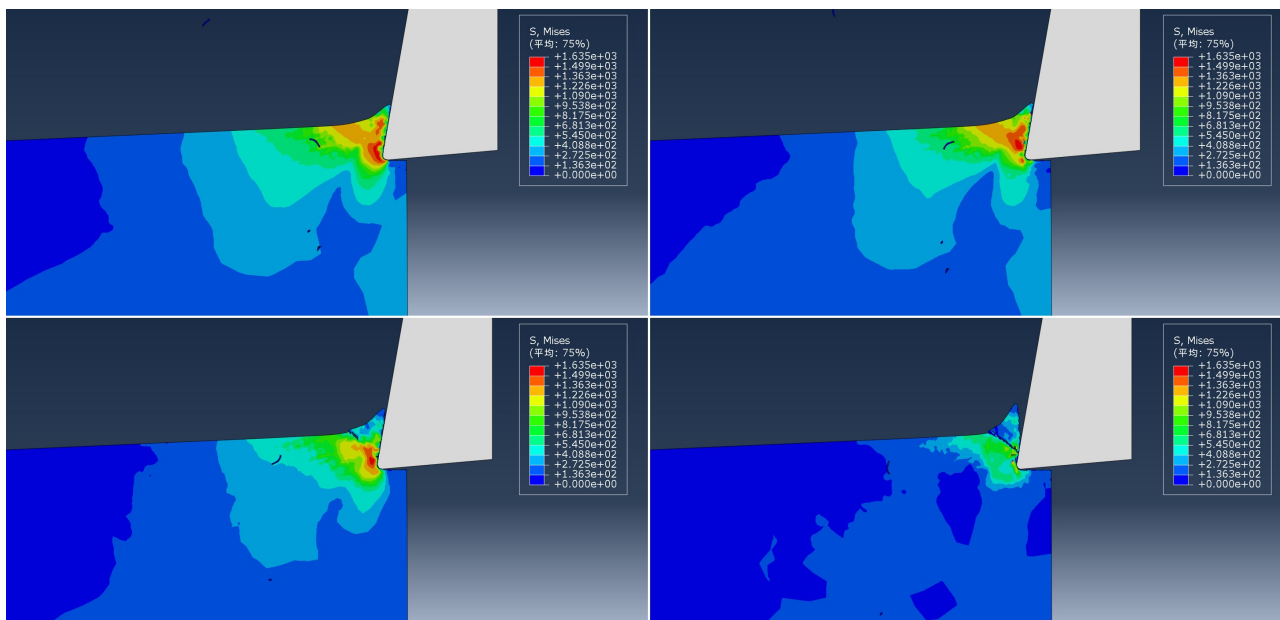 S, Mises
(平均: 75%)
+1.635e+03
+1.499e+03
+1.363e+03
+1.226e+03
+1.090e+03
+9.538e+02
+8.175e+02
+6.813e+02
+5.450e+02
+4.088e+02
+2.725e+02
+1.363e+02
+0.000e+00
S, Mises
(平均: 75%)
+1.635e+03
+1.499e+03
+1.363e+03
+1.226e+03
+1.090e+03
+9.538e+02
+8.175e+02
+6.813e+02
+5.450e+02
+4.088e+02
+2.725e+02
+1.363e+02
+0.000e+00
S, Mises
(平均: 75%)
+1.635e+03
+1.499e+03
+1.363e+03
+1.226e+03
+1.090e+03
+9.538e+02
+8.175e+02
+6.813e+02
+5.450e+02
+4.088e+02
+2.725e+02
+1.363e+02
+0.000e+00
S, Mises
(平均: 75%)
+1.635e+03
+1.499e+03
+1.363e+03
+1.226e+03
+1.090e+03
+9.538e+02
+8.175e+02
+6.813e+02
+5.450e+02
+4.088e+02
+2.725e+02
+1.363e+02
+0.000e+00